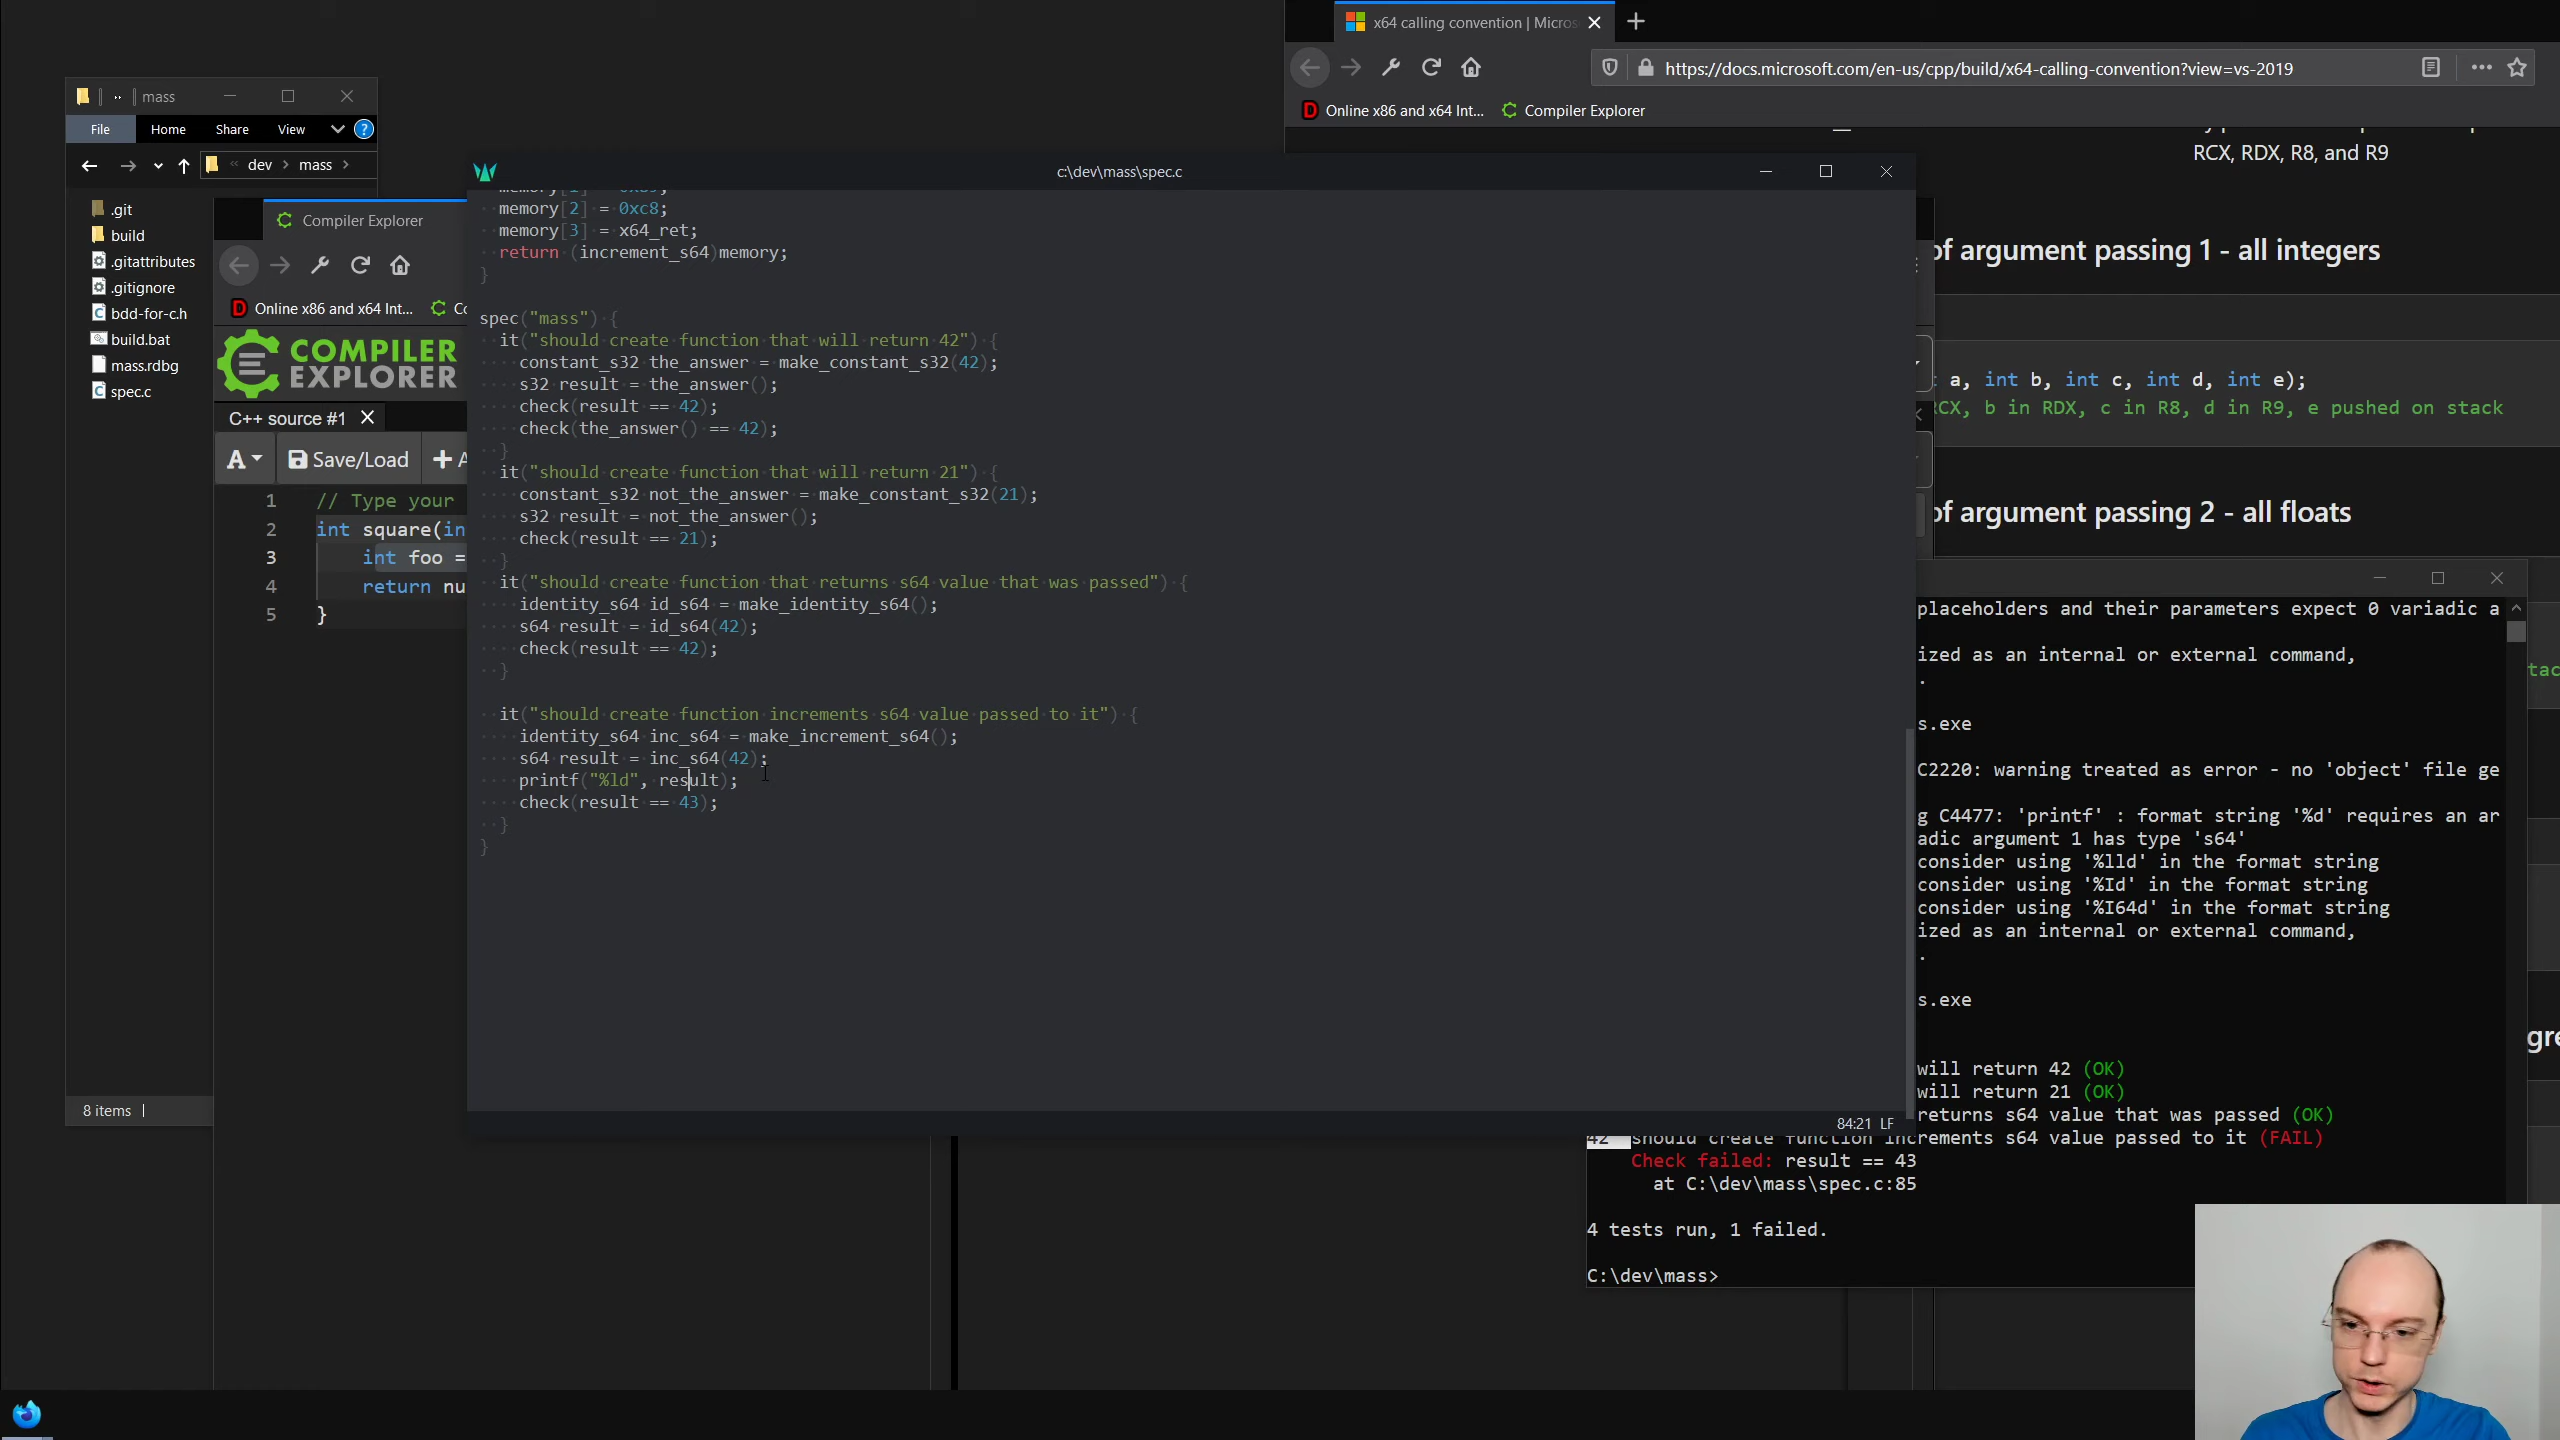 x64 calling convention | Micros
https://docs.microsoft.com/en-us/cpp/build/x64-calling-convention?view=vs-2019
Online x86 and x64 Int...
Compiler Explorer
RCX, RDX, R8, and R9
mass
File
Home
Share
View
dev
mass
.git
build
.gitattributes
.gitignore
bdd-for-c.h
build.bat
mass.rdbg
spec.c
8 items
Compiler Explorer
Online x86 and x64 Int...
COMPILER
EXPLORER
C++ source #1
A
Save/Load
1 // Type your
2 int square(in
3 int foo =
4 return nu
5 }
c:\dev\mass\spec.c
memory[2] = 0xc8;
memory[3] = x64_ret;
return (increment_s64)memory;
}
spec("mass") {
it("should create function that will return 42") {
constant_s32 the_answer = make_constant_s32(42);
s32 result = the_answer();
check(result == 42);
check(the_answer() == 42);
}
it("should create function that will return 21") {
constant_s32 not_the_answer = make_constant_s32(21);
s32 result = not_the_answer();
check(result == 21);
}
it("should create function that returns s64 value that was passed") {
identity_s64 id_s64 = make_identity_s64();
s64 result = id_s64(42);
check(result == 42);
}
it("should create function increments s64 value passed to it") {
identity_s64 inc_s64 = make_increment_s64();
s64 result = inc_s64(42);
printf("%ld", result);
check(result == 43);
}
}
84:21 LF
of argument passing 1 - all integers
a, int b, int c, int d, int e);
RCX, b in RDX, c in R8, d in R9, e pushed on stack
of argument passing 2 - all floats
placeholders and their parameters expect 0 variadic a
ized as an internal or external command,
.
s.exe
C2220: warning treated as error - no 'object' file ge
g C4477: 'printf' : format string '%d' requires an ar
adic argument 1 has type 's64'
consider using '%lld' in the format string
consider using '%Id' in the format string
consider using '%I64d' in the format string
ized as an internal or external command,
.
s.exe
will return 42 (OK)
will return 21 (OK)
returns s64 value that was passed (OK)
42 should create function increments s64 value passed to it (FAIL)
Check failed: result == 43
at C:\dev\mass\spec.c:85
4 tests run, 1 failed.
C:\dev\mass>